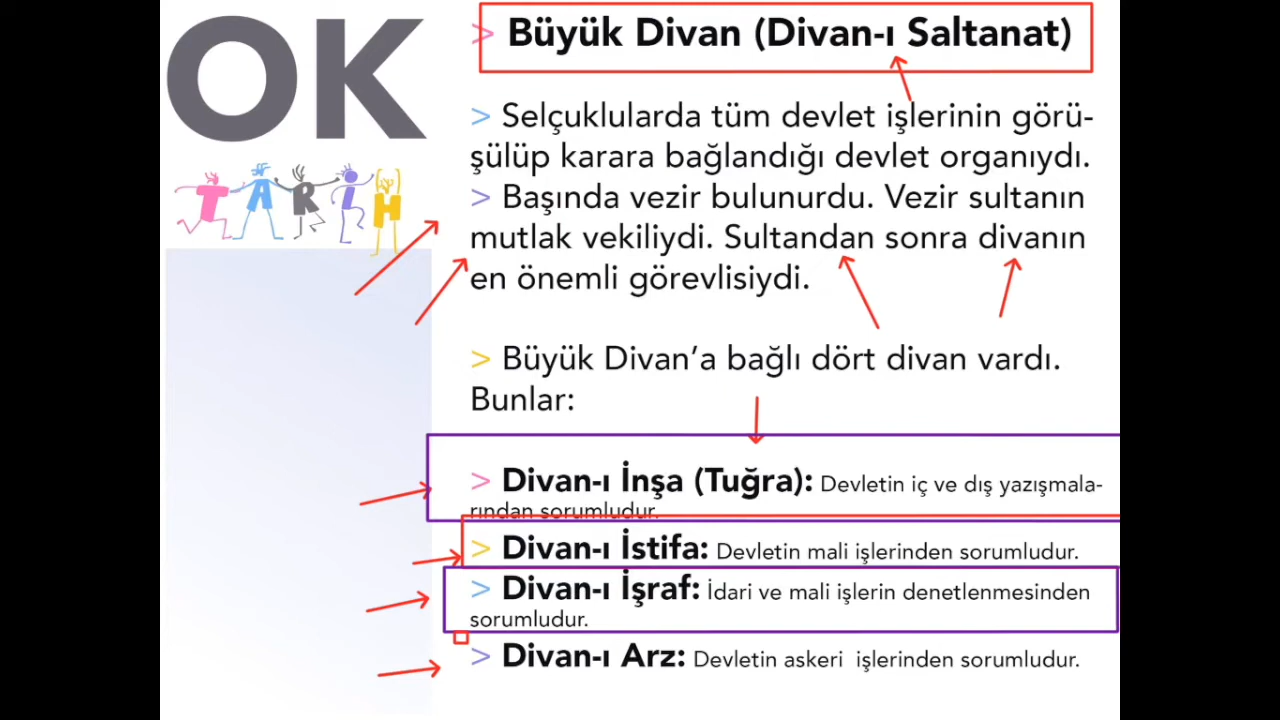 OK
TARİH
> Büyük Divan (Divan-ı Saltanat)
> Selçuklularda tüm devlet işlerinin görü-
şülüp karara bağlandığı devlet organıydı.
> Başında vezir bulunurdu. Vezir sultanın
mutlak vekiliydi. Sultandan sonra divanın
en önemli görevlisiydi.
> Büyük Divan’a bağlı dört divan vardı.
Bunlar:
> Divan-ı İnşa (Tuğra): Devletin iç ve dış yazışmala-
rından sorumludur.
> Divan-ı İstifa: Devletin mali işlerinden sorumludur.
> Divan-ı İşraf: İdari ve mali işlerin denetlenmesinden
sorumludur.
> Divan-ı Arz: Devletin askeri işlerinden sorumludur.